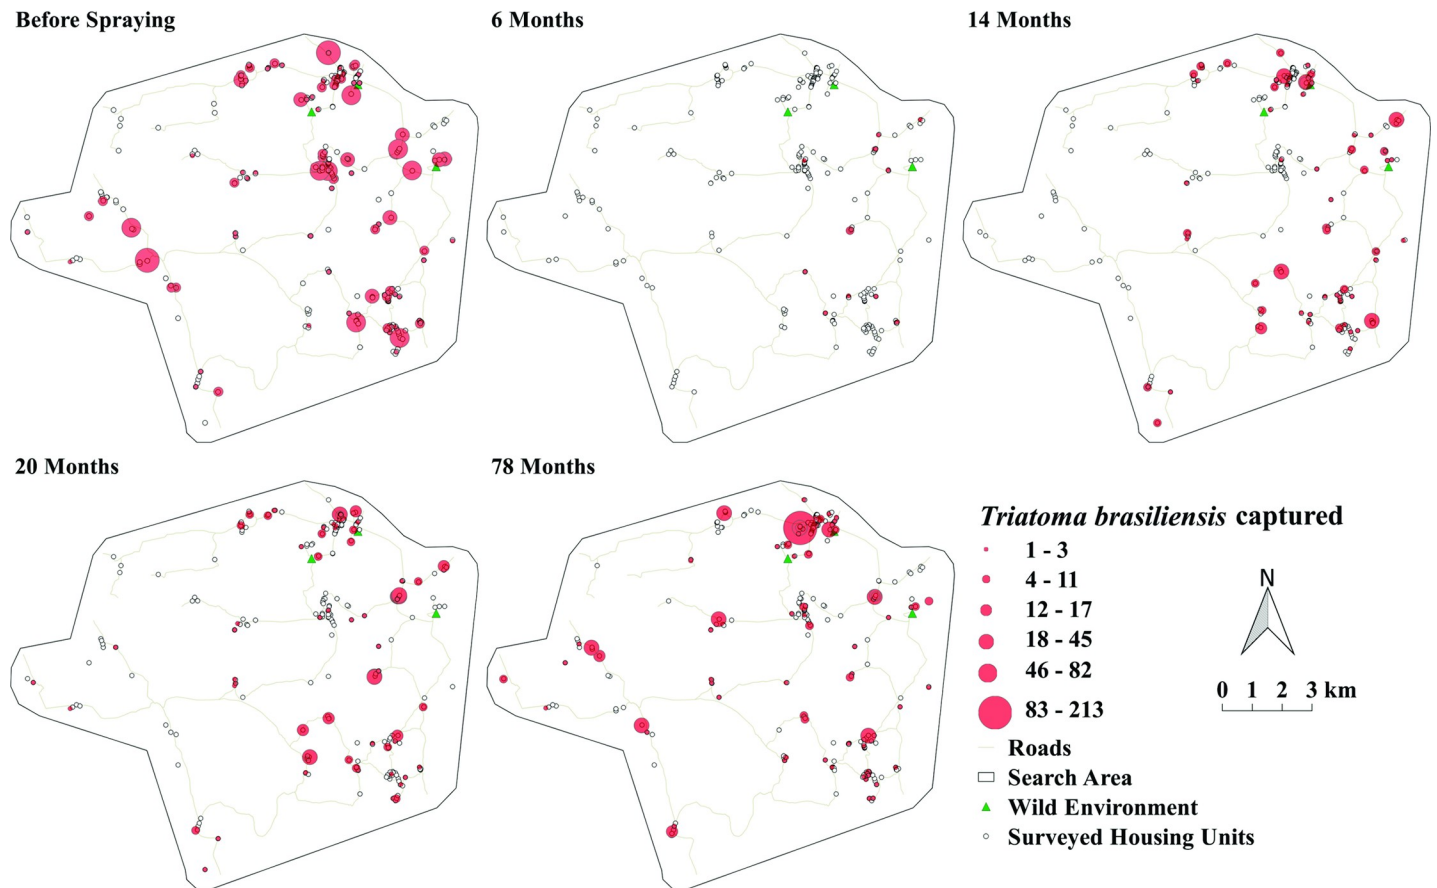 Before Spraying
6 Months
14 Months
20 Months
78 Months
Triatoma brasiliensis captured
1 - 3
4 - 11
12 - 17
18 - 45
46 - 82
83 - 213
Roads
Search Area
Wild Environment
Surveyed Housing Units
N
0 1 2 3 km